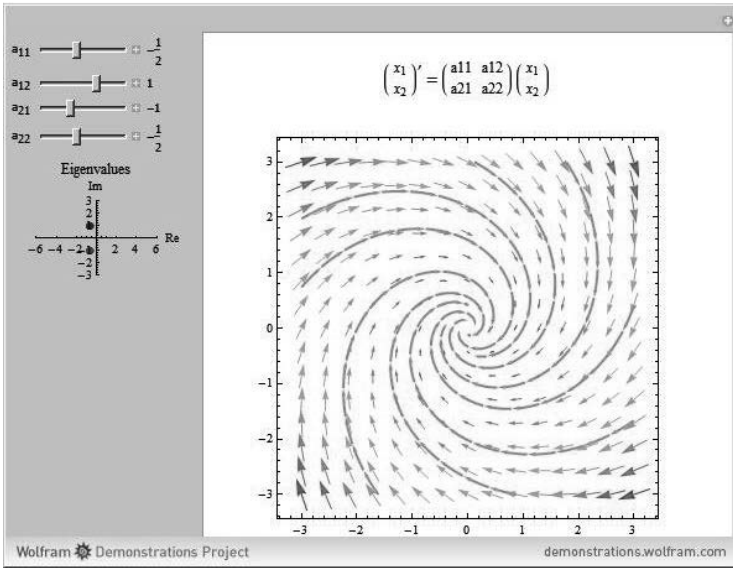 a11 -1/2
a12 1
a21 -1
a22 -1/2
Eigenvalues
Im
3
2
1
-6 -4 -2 2 4 6 Re
-1
-2
-3
(x1 x2)′ = (a11 a12 a21 a22)(x1 x2)
3
2
1
0
-1
-2
-3
-3 -2 -1 0 1 2 3
Wolfram Demonstrations Project
demonstrations.wolfram.com